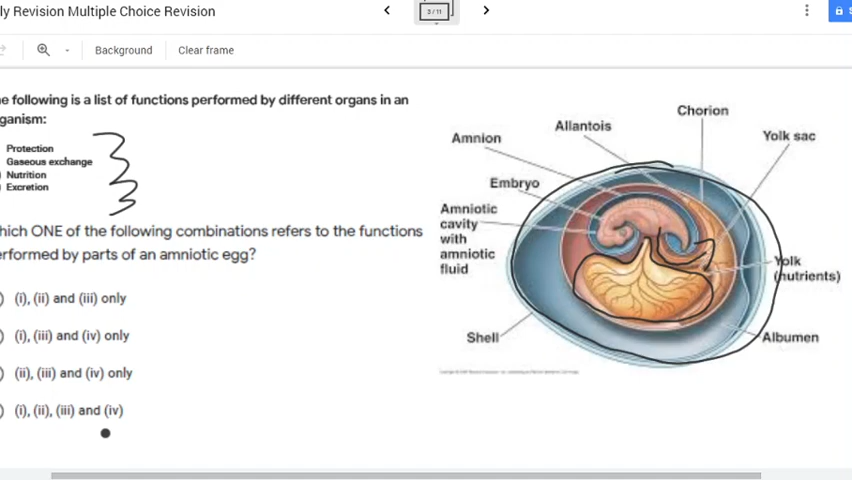 ly Revision Multiple Choice Revision
3 / 11
Background
Clear frame
e following is a list of functions performed by different organs in an
ganism:
Protection
Gaseous exchange
Nutrition
Excretion
hich ONE of the following combinations refers to the functions
erformed by parts of an amniotic egg?
(i), (ii) and (iii) only
(i), (iii) and (iv) only
(ii), (iii) and (iv) only
(i), (ii), (iii) and (iv)
Chorion
Allantois
Amnion
Yolk sac
Embryo
Amniotic
cavity
with
amniotic
fluid
Yolk
(nutrients)
Shell
Albumen